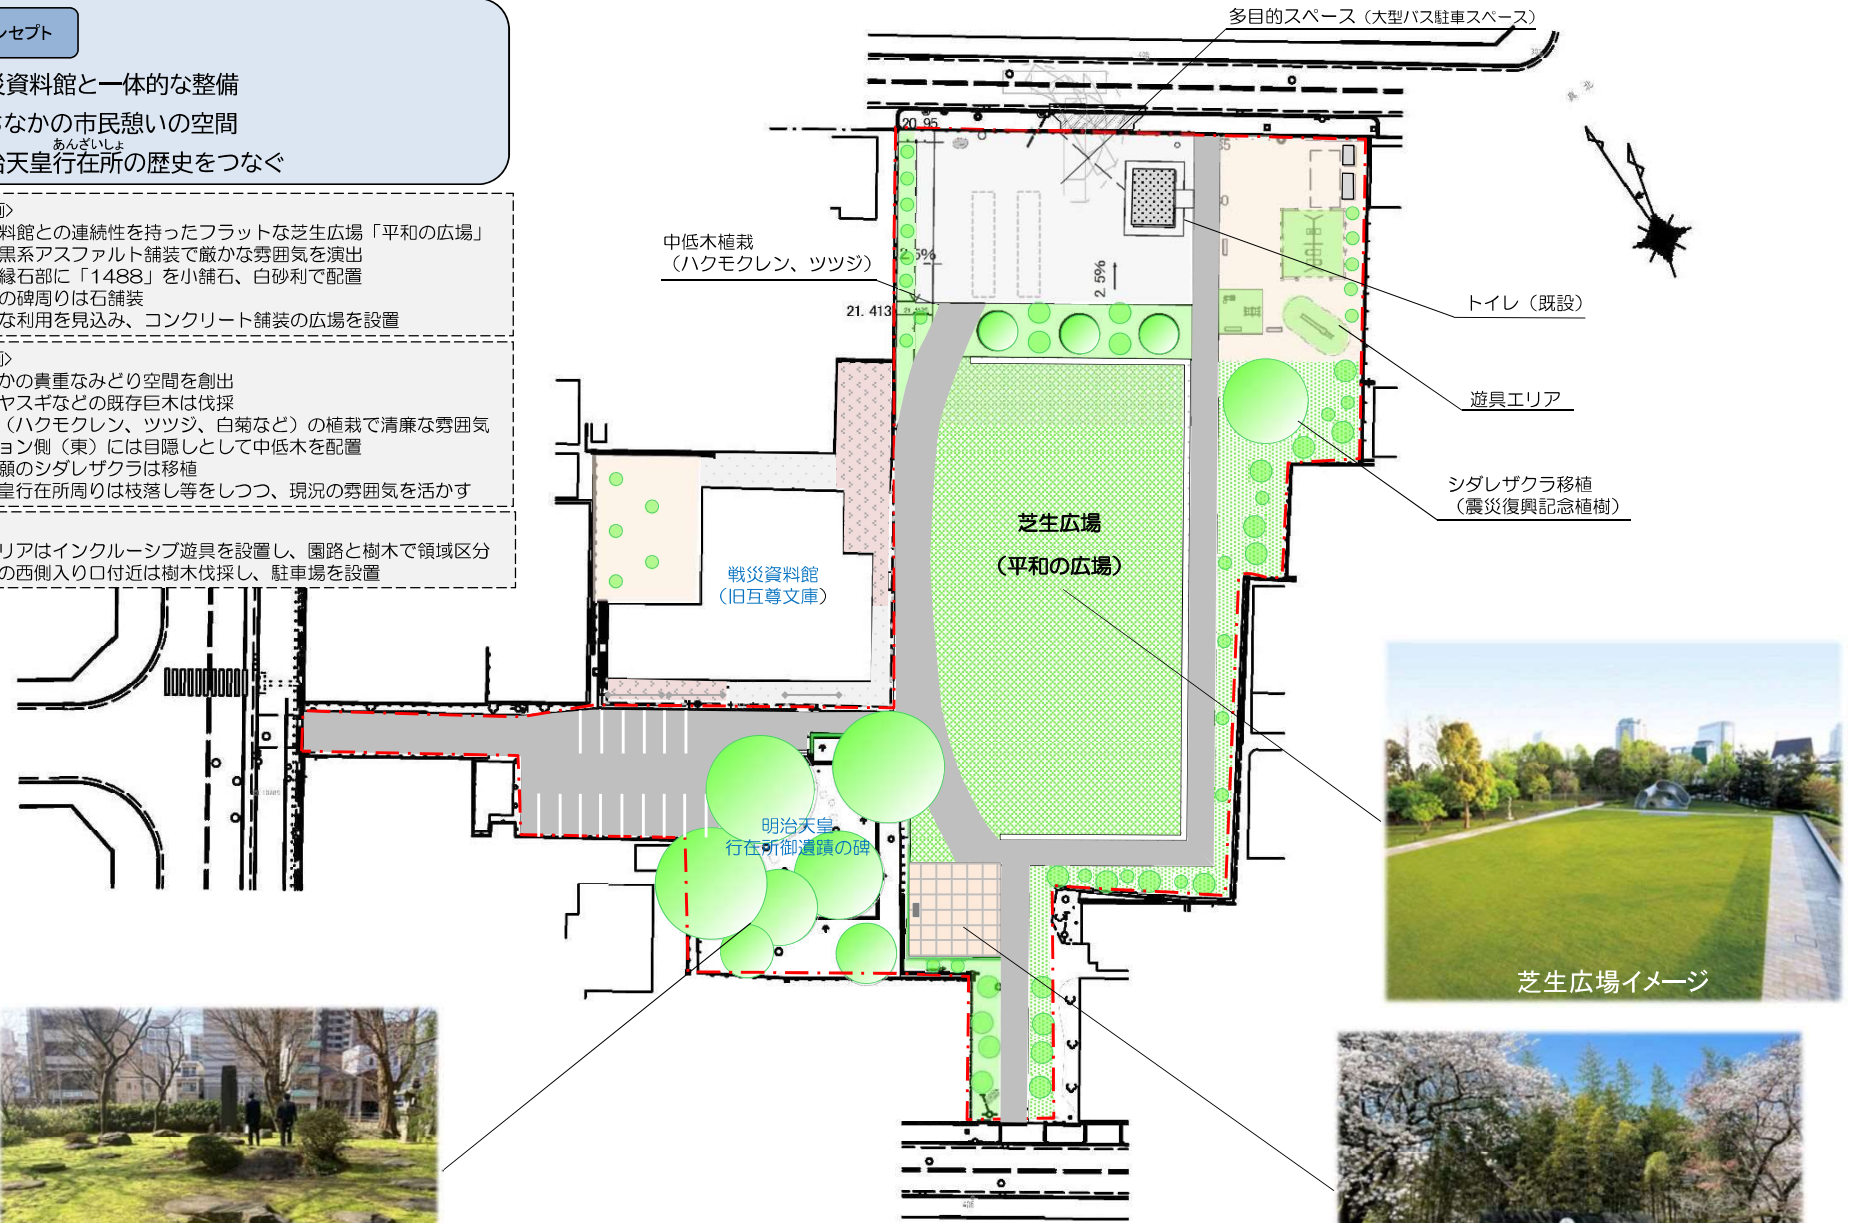 ンセプト
災資料館と一体的な整備
ちなかの市民憩いの空間
あんざいしょ
治天皇行在所の歴史をつなぐ
画>
料館との連続性を持ったフラットな芝生広場「平和の広場」
黒系アスファルト舗装で厳かな雰囲気を演出
縁石部に「1488」を小舗石、白砂利で配置
の碑周りは石舗装
な利用を見込み、コンクリート舗装の広場を設置
画>
かの貴重なみどり空間を創出
ヤスギなどの既存巨木は伐採
（ハクモクレン、ツツジ、白菊など）の植栽で清廉な雰囲気
ョン側（東）には目隠しとして中低木を配置
願のシダレザクラは移植
皇行在所周りは枝落し等をしつつ、現況の雰囲気を活かす
リアはインクルーシブ遊具を設置し、園路と樹木で領域区分
の西側入り口付近は樹木伐採し、駐車場を設置
多目的スペース（大型バス駐車スペース）
真北
20.95
中低木植栽
（ハクモクレン、ツツジ）
2.5%
2.5%
21.413
トイレ（既設）
遊具エリア
シダレザクラ移植
（震災復興記念植樹）
芝生広場
（平和の広場）
戦災資料館
（旧互尊文庫）
明治天皇
行在所御遺蹟の碑
芝生広場イメージ